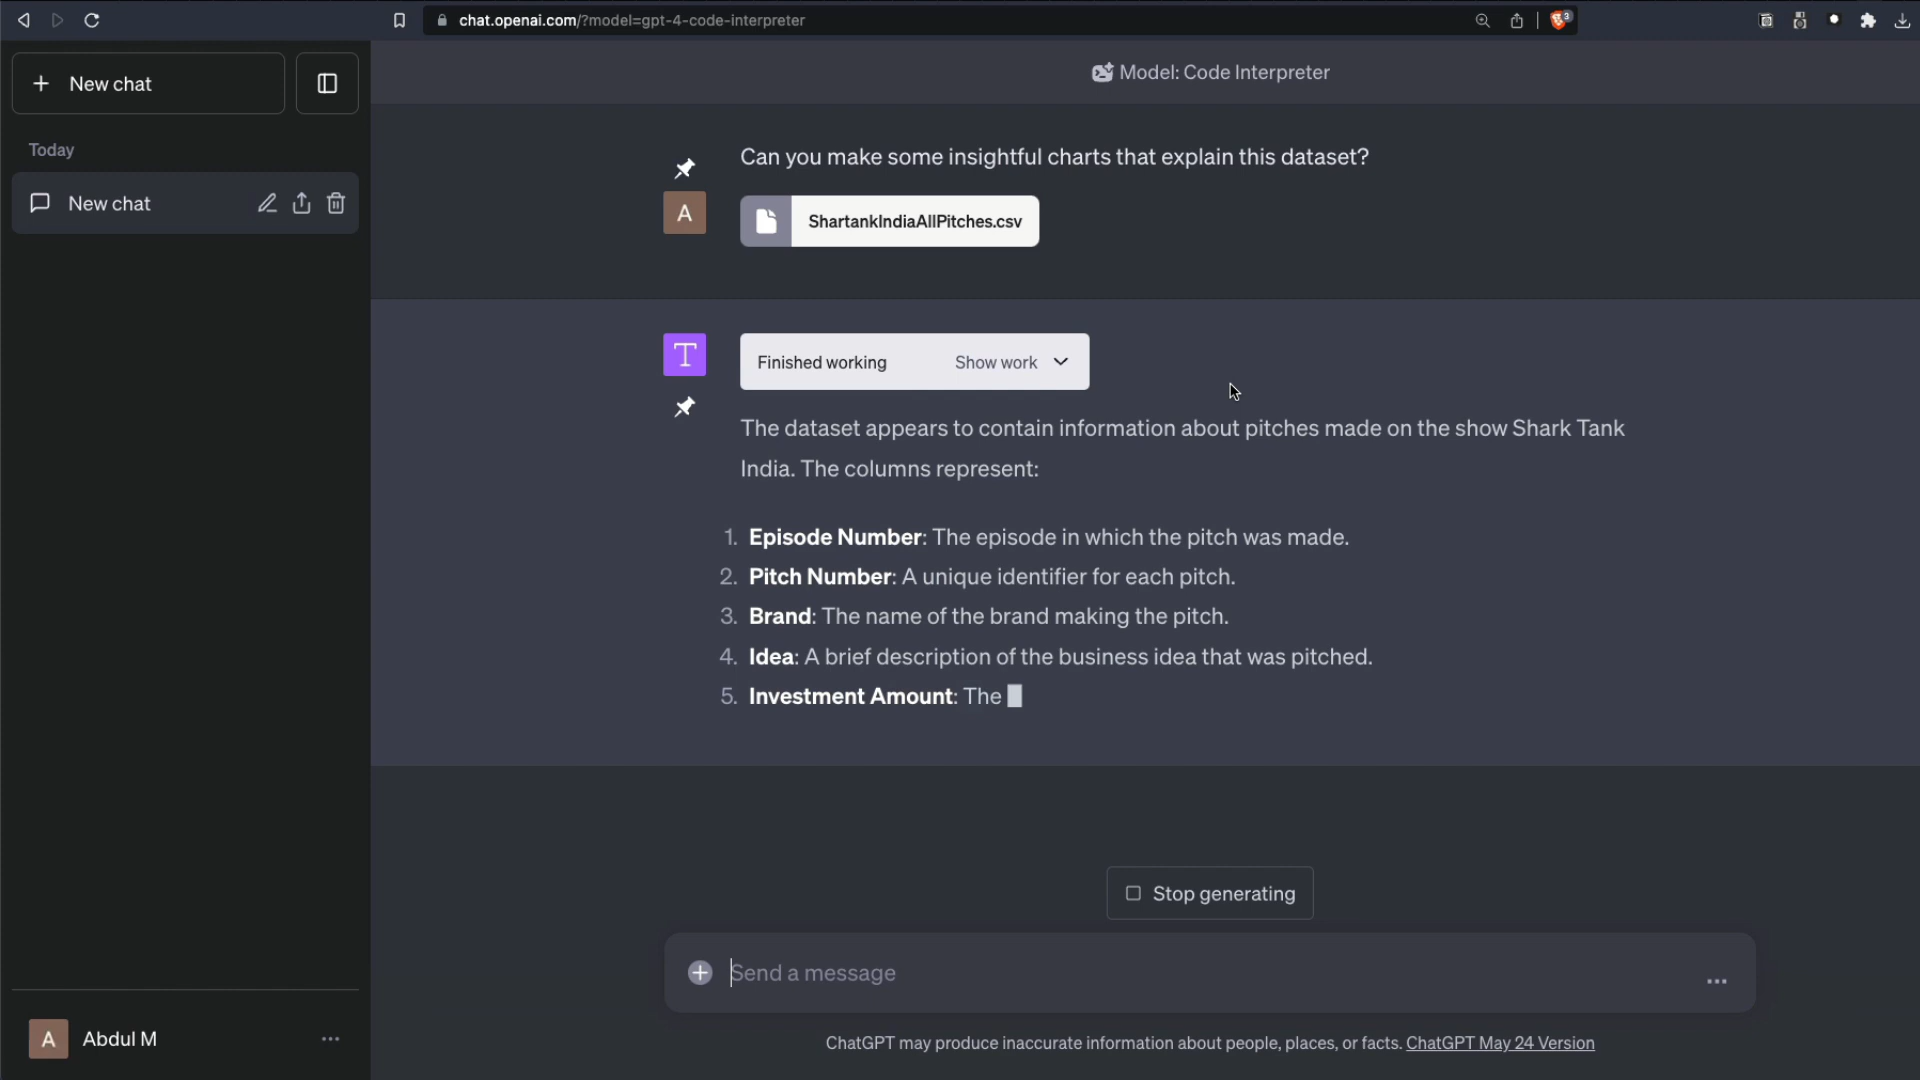 chat.openai.com/?model=gpt-4-code-interpreter
3
+ New chat
Model: Code Interpreter
Today
New chat
Can you make some insightful charts that explain this dataset?
A
ShartankIndiaAllPitches.csv
T
Finished working Show work
The dataset appears to contain information about pitches made on the show Shark Tank
India. The columns represent:
1. Episode Number: The episode in which the pitch was made.
2. Pitch Number: A unique identifier for each pitch.
3. Brand: The name of the brand making the pitch.
4. Idea: A brief description of the business idea that was pitched.
5. Investment Amount: The
Stop generating
Send a message
...
A Abdul M ...
ChatGPT may produce inaccurate information about people, places, or facts. ChatGPT May 24 Version